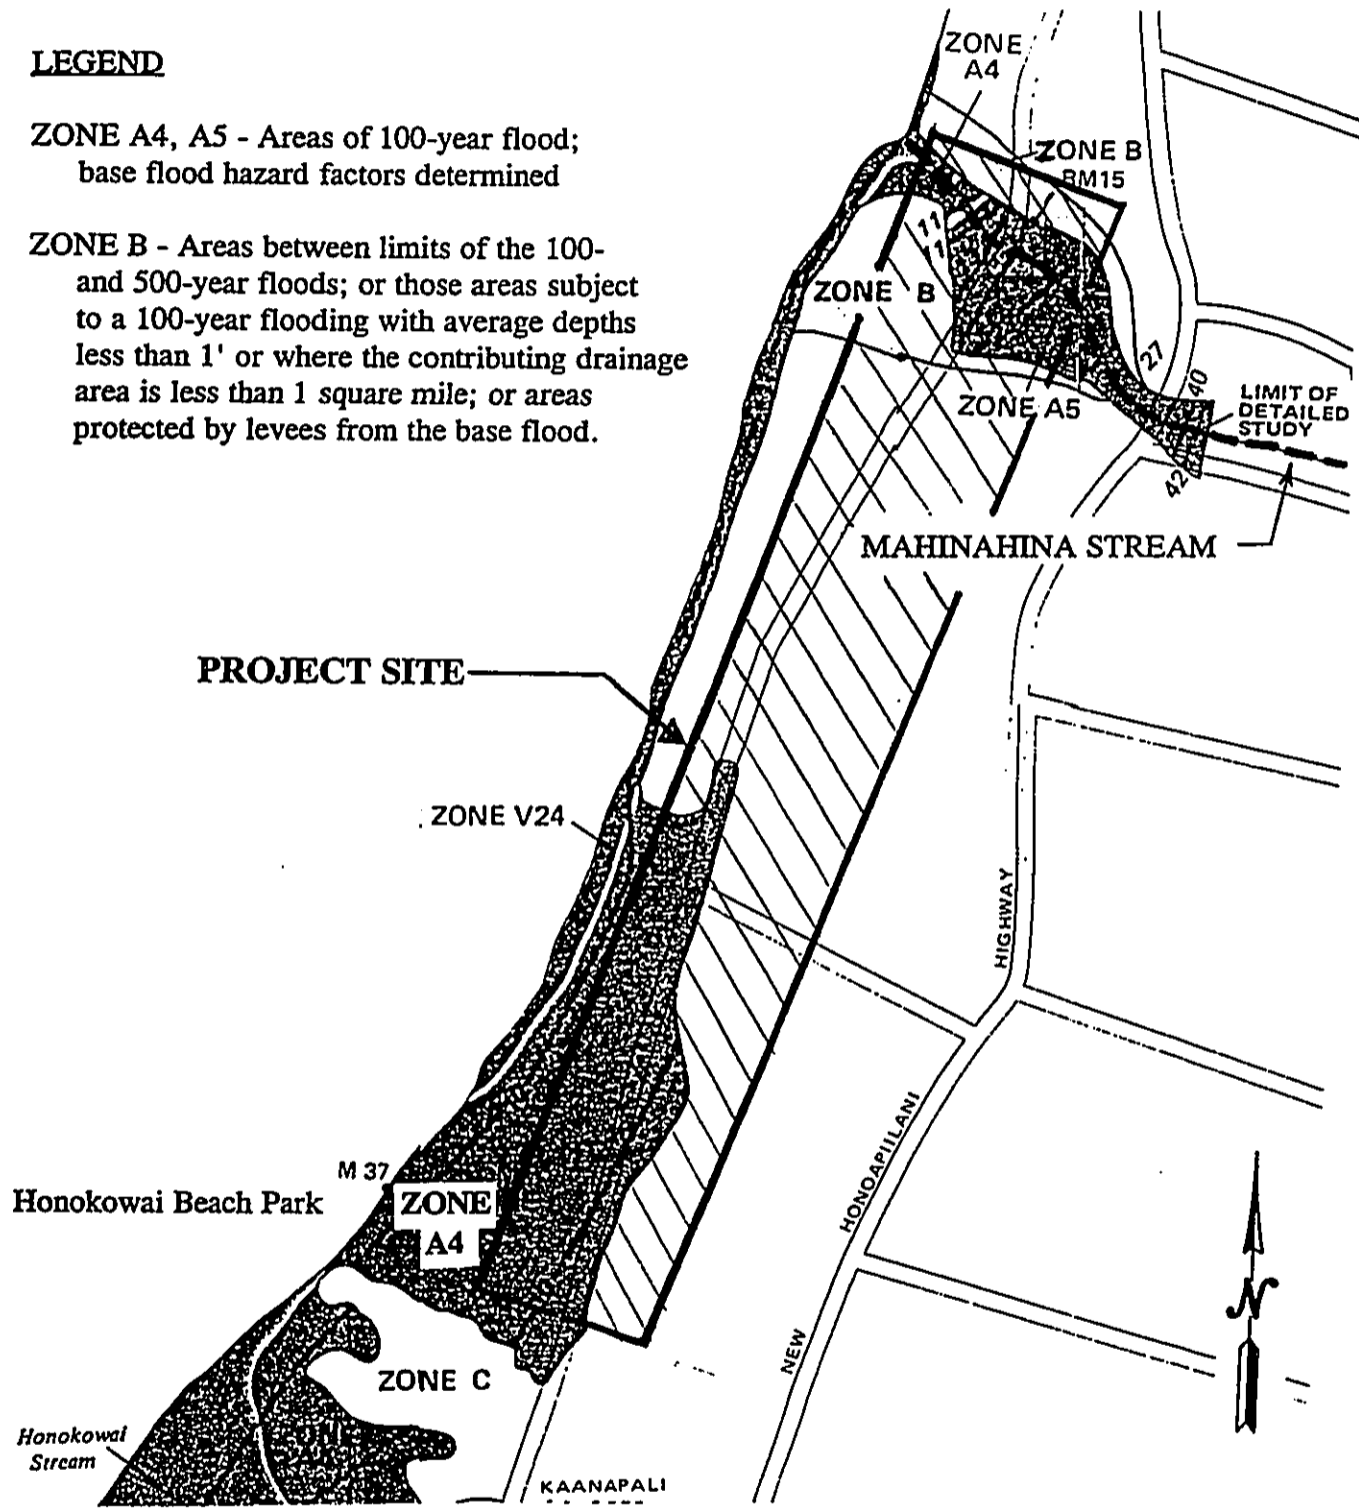 LEGEND
ZONE A4, A5 - Areas of 100-year flood;
base flood hazard factors determined
ZONE B - Areas between limits of the 100-
and 500-year floods; or those areas subject
to a 100-year flooding with average depths
less than 1' or where the contributing drainage
area is less than 1 square mile; or areas
protected by levees from the base flood.
ZONE
A4
ZONE B
RM15
11
ZONE B
27
40
ZONE A5
LIMIT OF
DETAILED
STUDY
42
MAHINAHINA STREAM
PROJECT SITE
ZONE V24
HIGHWAY
HONOAPIILANI
NEW
M 37
Honokowai Beach Park
ZONE
A4
N
ZONE C
Honokowai
Stream
KAANAPALI